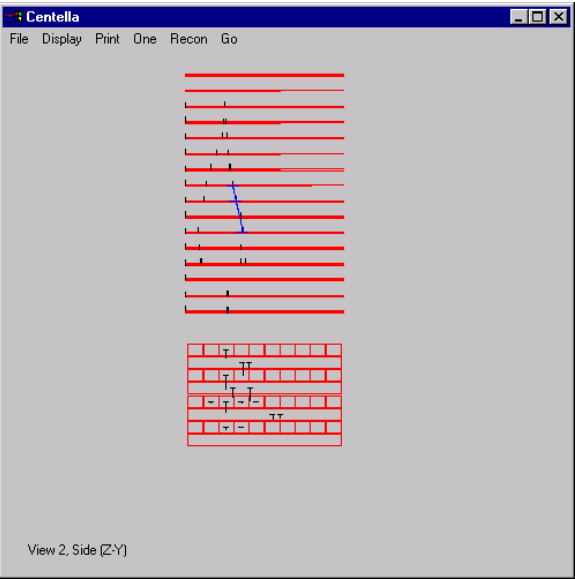 Centella
File Display Print One Recon Go
View 2, Side (Z-Y)